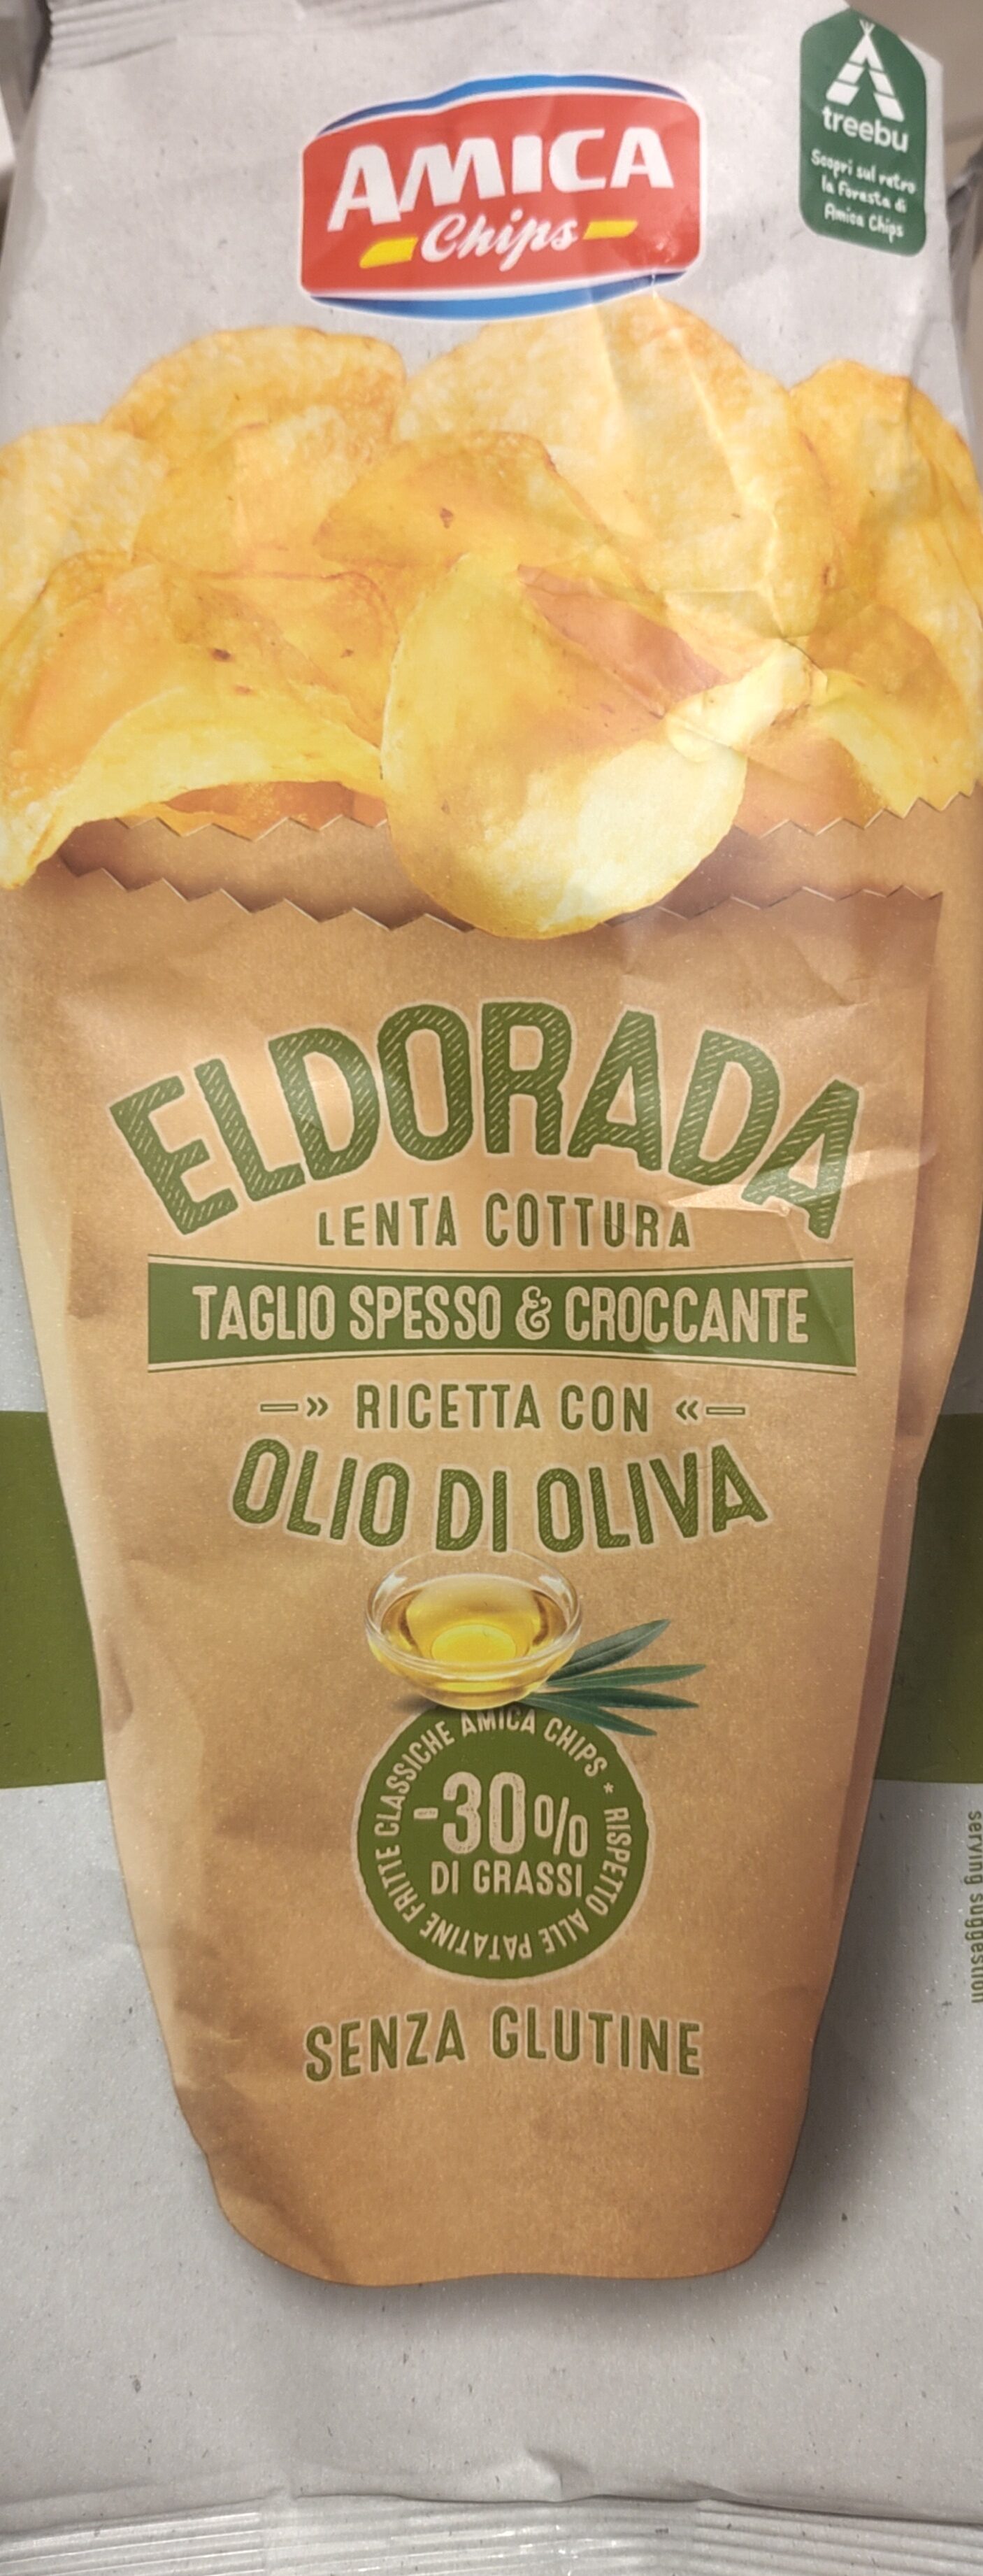 AMICA
Chips
treebu
Scopri sul retro
la foresta di
Amica Chips
ELDORADA
LENTA COTTURA
TAGLIO SPESSO & CROCCANTE
RICETTA CON
OLIO DI OLIVA
-30%
DI GRASSI
RISPETTO ALLE PATATINE FRITTE CLASSICHE AMICA CHIPS *
SENZA GLUTINE
serving suggestion